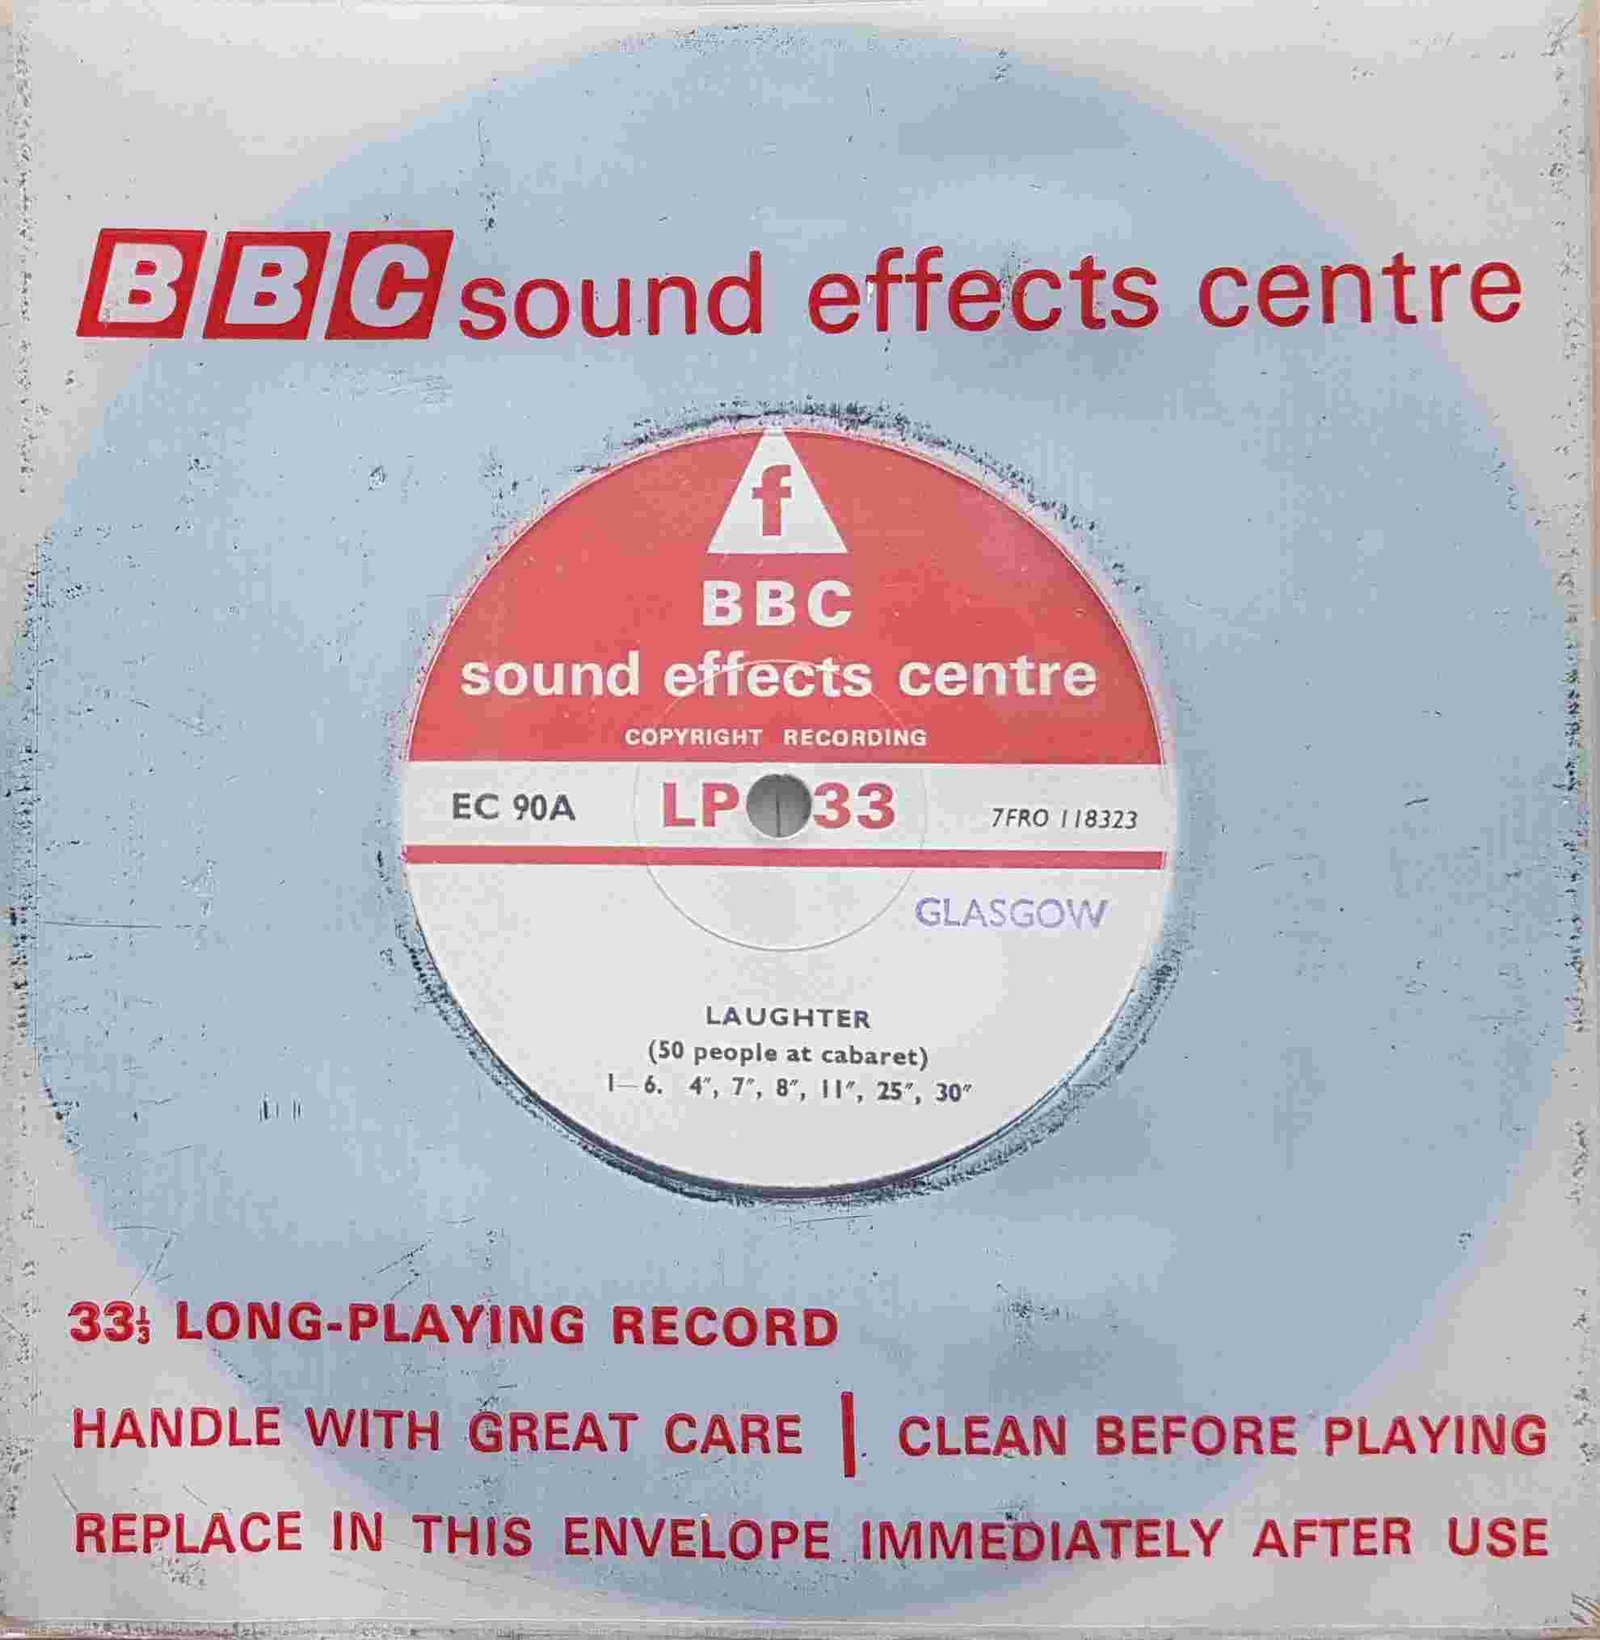 BBC sound effects centre
f
BBC
sound effects centre
COPYRIGHT RECORDING
EC 90A LP 33 7FRO 118323
GLASGOW
LAUGHTER
(50 people at cabaret)
1—6. 4″, 7″, 8″, 11″, 25″, 30″
33⅓ LONG-PLAYING RECORD
HANDLE WITH GREAT CARE | CLEAN BEFORE PLAYING
REPLACE IN THIS ENVELOPE IMMEDIATELY AFTER USE